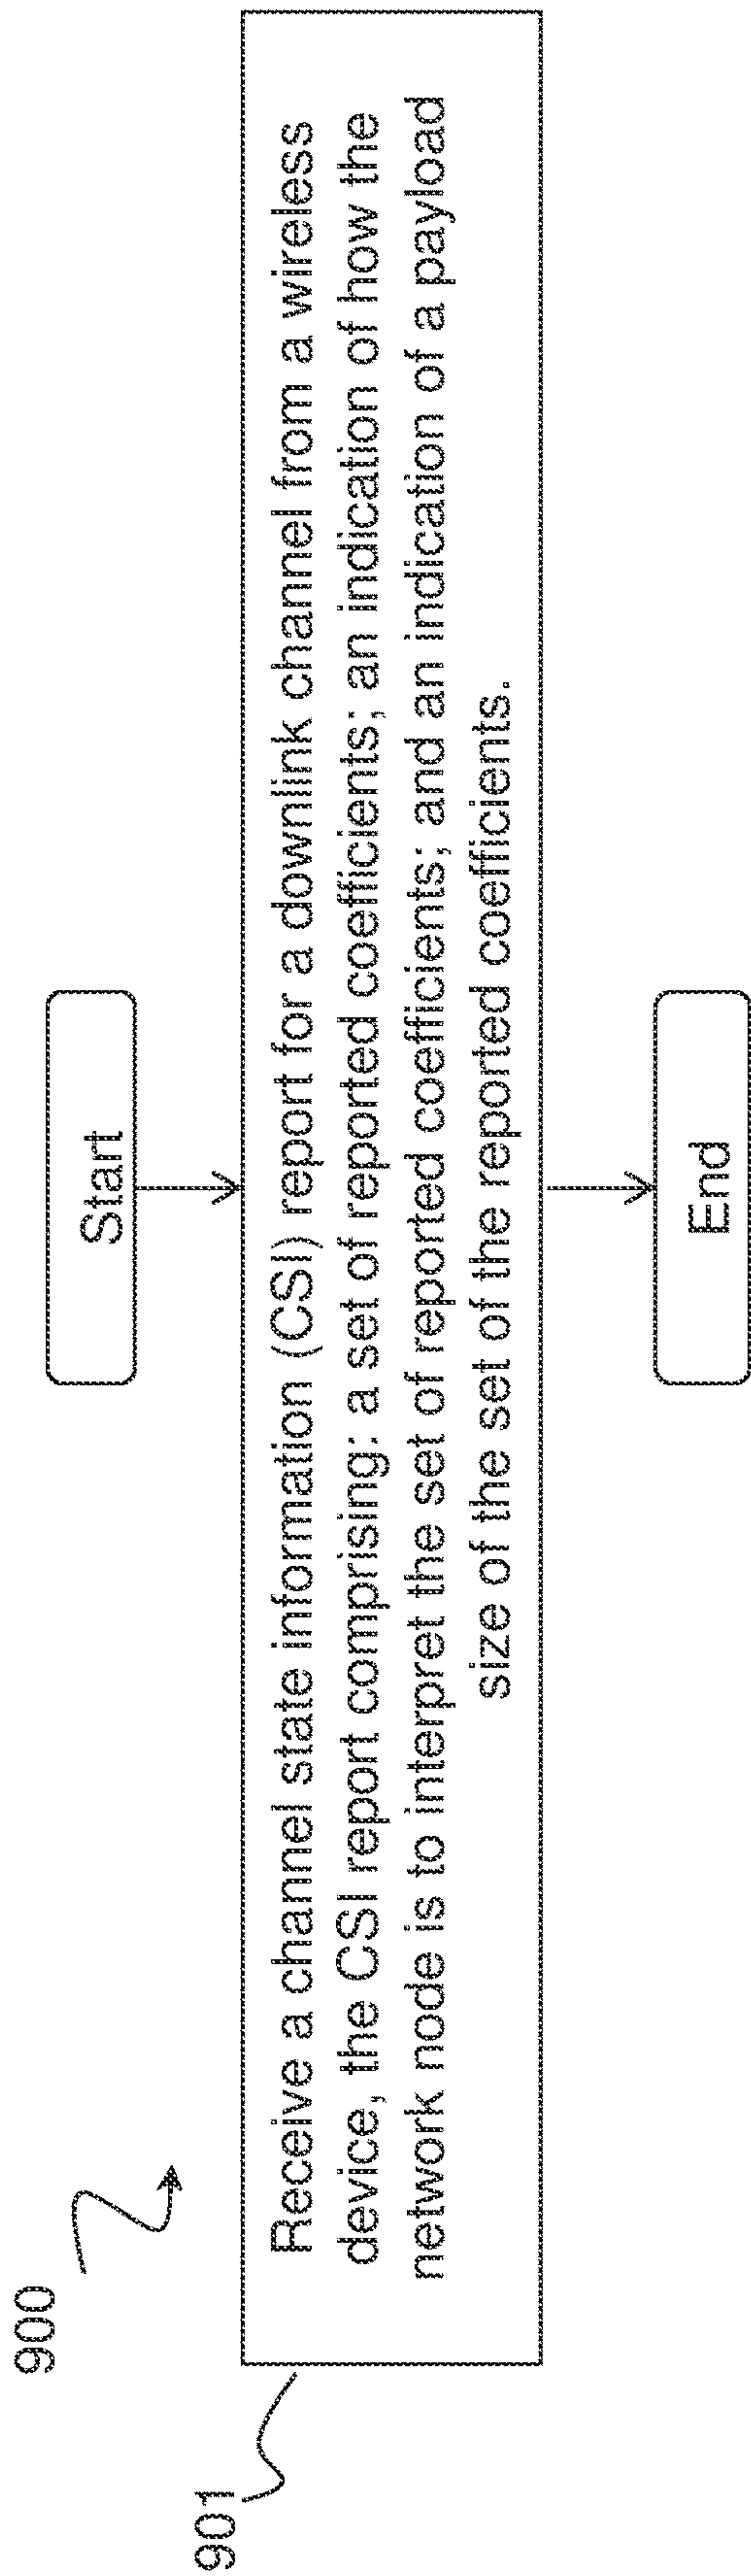 900
Start
901
Receive a channel state information (CSI) report for a downlink channel from a wireless
device, the CSI report comprising: a set of reported coefficients; an indication of how the
network node is to interpret the set of reported coefficients; and an indication of a payload
size of the set of the reported coefficients.
End